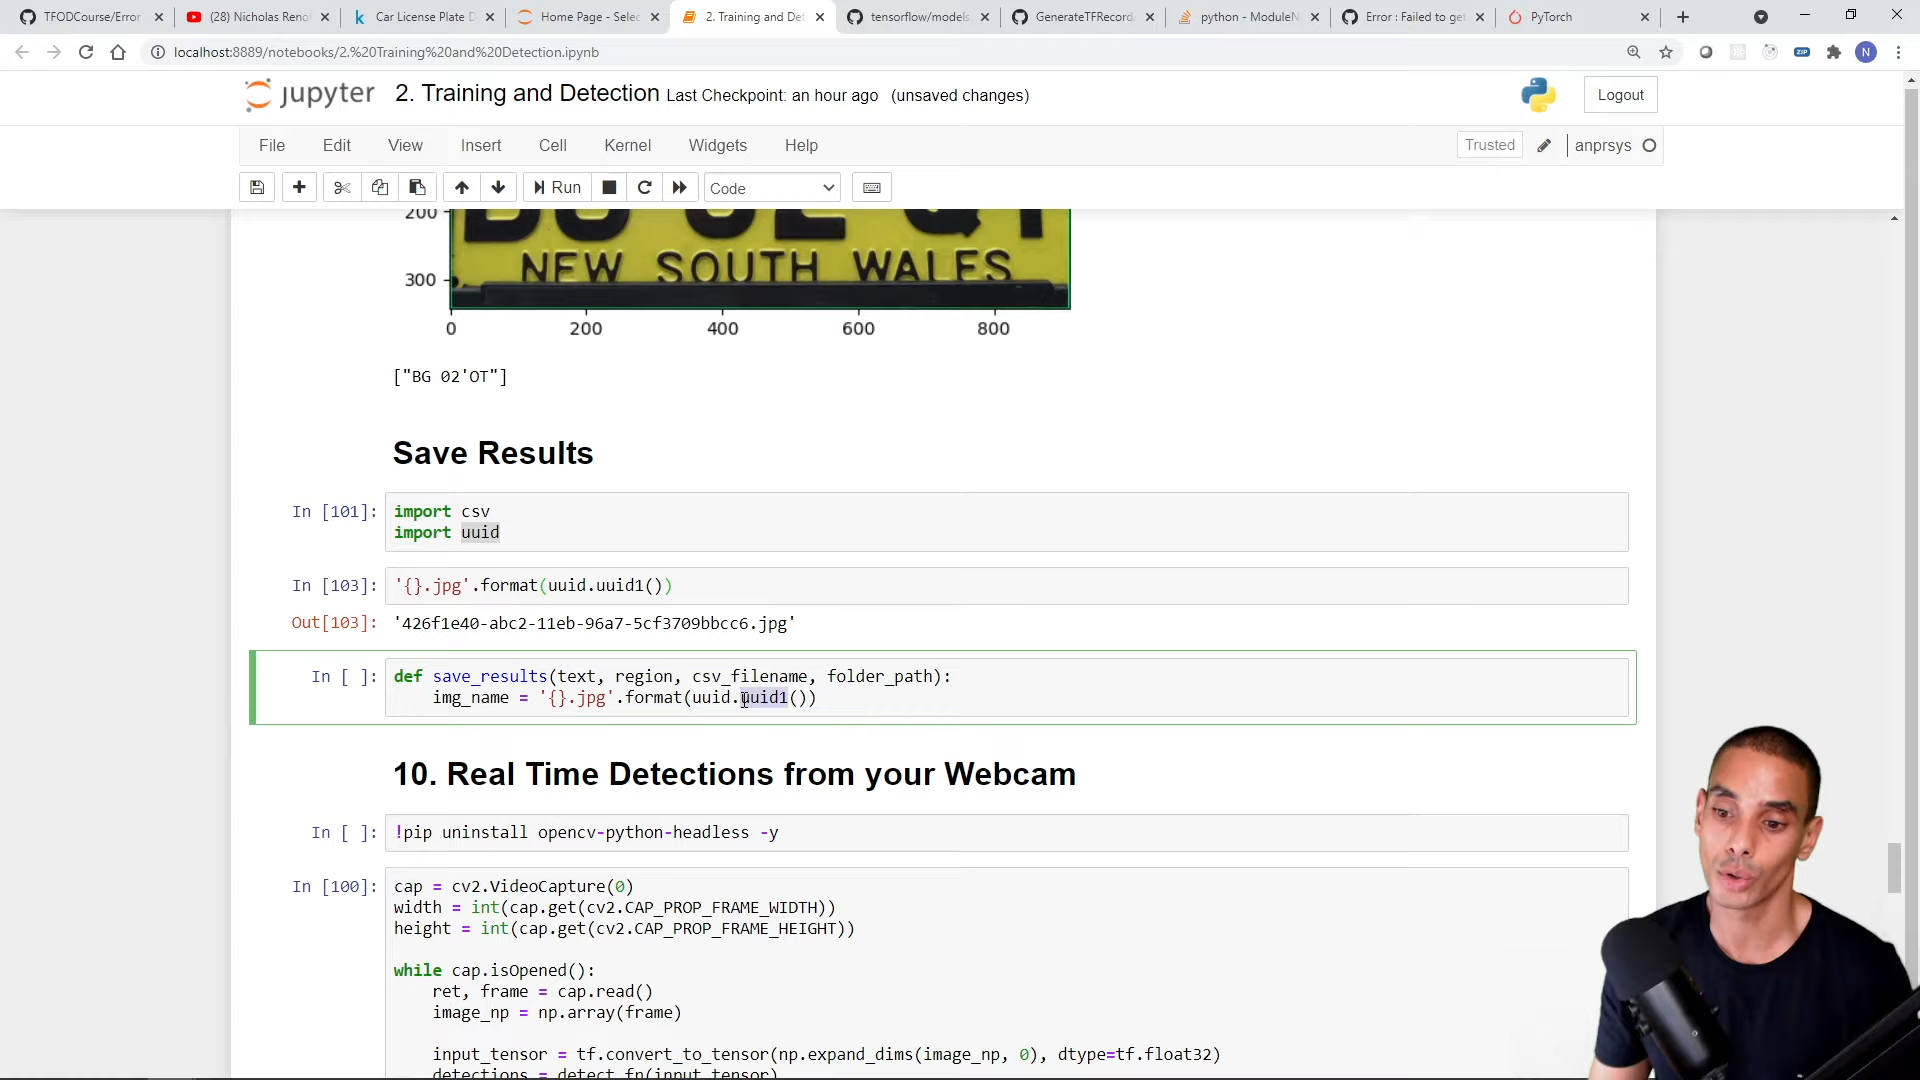 TFODCourse/Error
(28) Nicholas Reno
Car License Plate D
Home Page - Selec
2. Training and Det
tensorflow/models
GenerateTFRecord
python - ModuleN
Error : Failed to get
PyTorch
localhost:8889/notebooks/2.%20Training%20and%20Detection.ipynb
ZIP
N
jupyter 2. Training and Detection Last Checkpoint: an hour ago (unsaved changes)
Logout
File Edit View Insert Cell Kernel Widgets Help
Trusted anprsys
Run Code
200
NEW SOUTH WALES
300
0 200 400 600 800
["BG 02'OT"]
Save Results
In [101]: import csv
import uuid
In [103]: '{}.jpg'.format(uuid.uuid1())
Out[103]: '426f1e40-abc2-11eb-96a7-5cf3709bbcc6.jpg'
In [ ]: def save_results(text, region, csv_filename, folder_path):
img_name = '{}.jpg'.format(uuid.uuid1())
10. Real Time Detections from your Webcam
In [ ]: !pip uninstall opencv-python-headless -y
In [100]: cap = cv2.VideoCapture(0)
width = int(cap.get(cv2.CAP_PROP_FRAME_WIDTH))
height = int(cap.get(cv2.CAP_PROP_FRAME_HEIGHT))
while cap.isOpened():
ret, frame = cap.read()
image_np = np.array(frame)
input_tensor = tf.convert_to_tensor(np.expand_dims(image_np, 0), dtype=tf.float32)
detections = detect_fn(input_tensor)